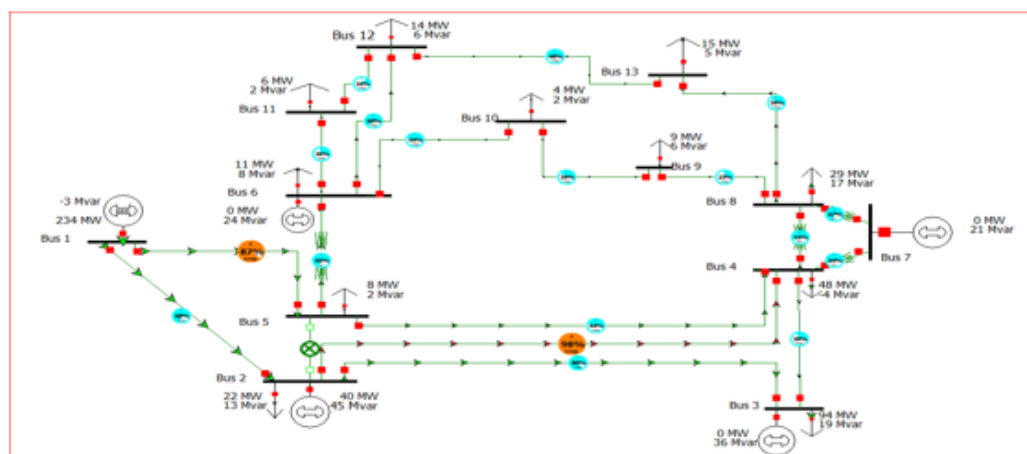 14 MW
6 Mvar
Bus 12
15 MW
5 Mvar
Bus 13
6 MW
2 Mvar
Bus 11
4 MW
2 Mvar
Bus 10
9 MW
6 Mvar
Bus 9
11 MW
8 Mvar
Bus 6
29 MW
17 Mvar
Bus 8
-3 Mvar
234 MW
Bus 1
0 MW
24 Mvar
0 MW
21 Mvar
Bus 7
87%
Bus 4
8 MW
2 Mvar
48 MW
-4 Mvar
Bus 5
98%
Bus 2
22 MW
13 Mvar
40 MW
45 Mvar
Bus 3
94 MW
19 Mvar
0 MW
36 Mvar